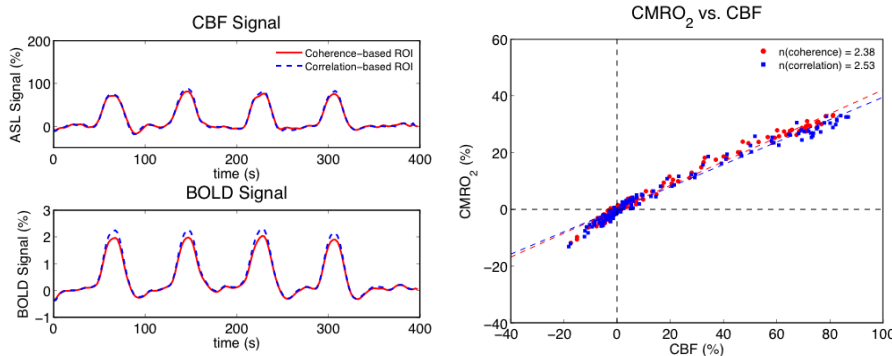 CBF Signal
200
100
0
ASL Signal (%)
Coherence-based ROI
Correlation-based ROI
0 100 200 300 400
time (s)
BOLD Signal
3
2
1
0
−1
BOLD Signal (%)
0 100 200 300 400
time (s)
CMRO2 vs. CBF
n(coherence) = 2.38
n(correlation) = 2.53
60
40
20
0
−20
−40
CMRO2 (%)
−40 −20 0 20 40 60 80 100
CBF (%)